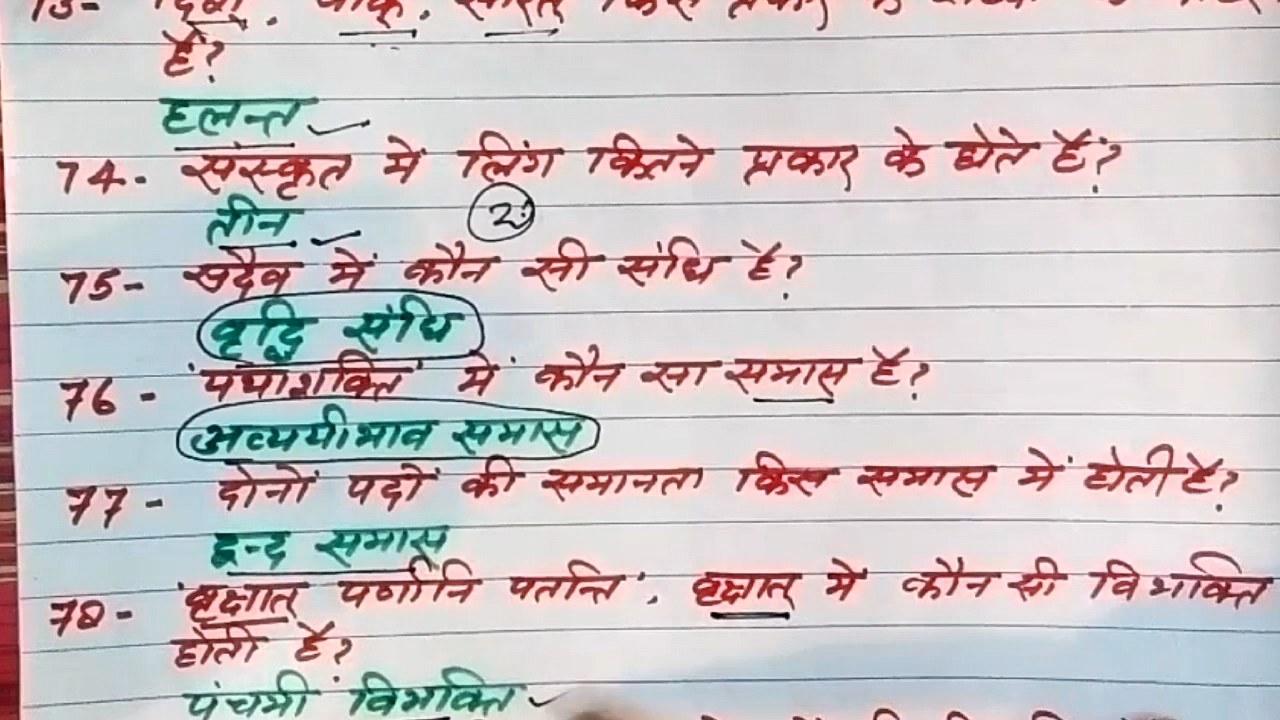 है?
हलन्त
74- संस्कृत में लिंग कितने प्रकार के होते हैं?
तीन 2
75- सदैव में कौन सी संधि है?
वृद्धि संधि
76- 'यथाशक्ति' में कौन सा समास है?
अव्ययीभाव समास
77- दोनों पदों की समानता किस समास में होती है?
द्वन्द समास
78- वृक्षात् पर्णानि पतन्ति, वृक्षात् में कौन सी विभक्ति
होती है?
पंचमी विभक्ति